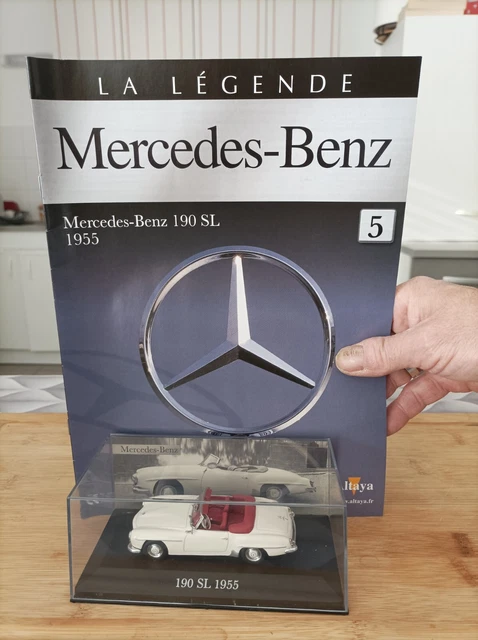 LA LÉGENDE
Mercedes-Benz
Mercedes-Benz 190 SL
1955
5
Altaya
www.altaya.fr
Mercedes-Benz
190 SL 1955